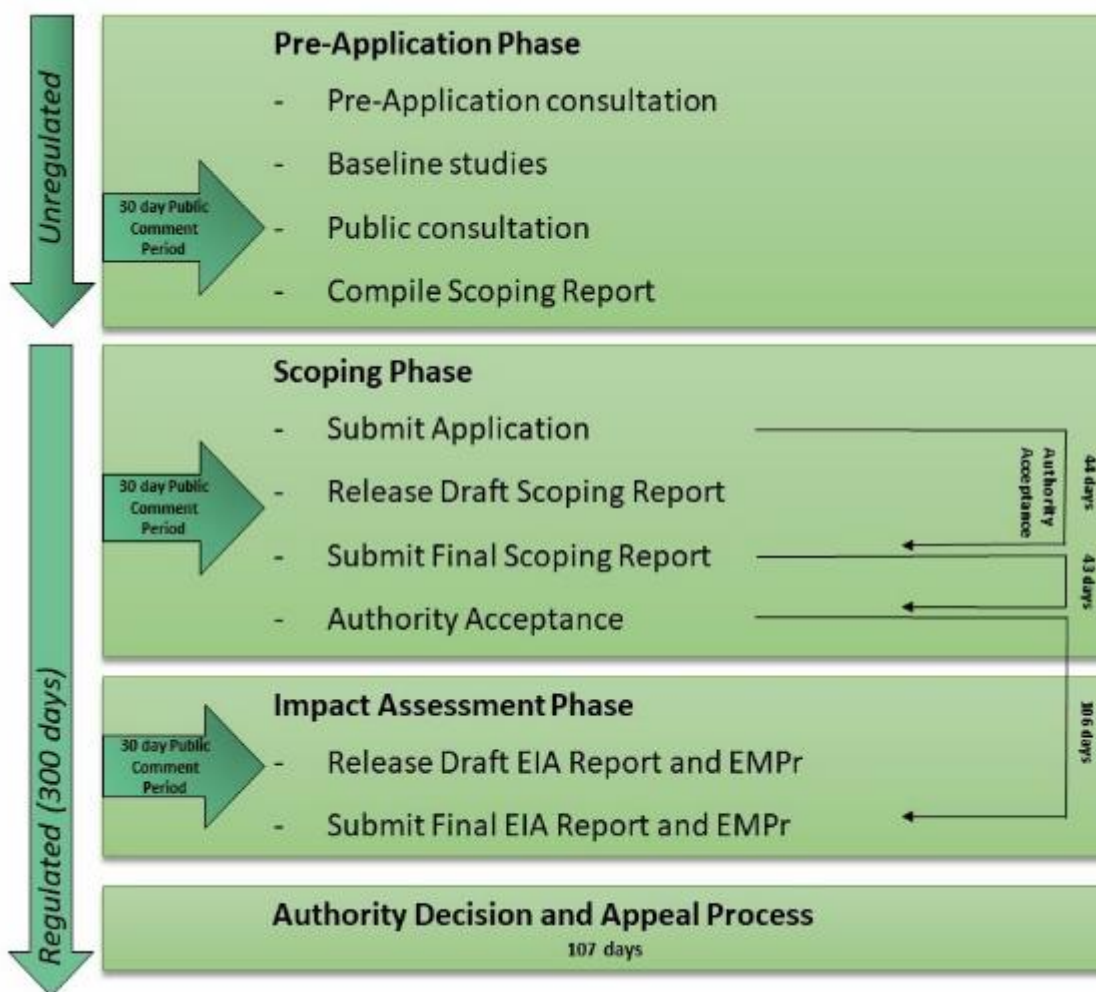 Unregulated
Pre-Application Phase
- Pre-Application consultation
- Baseline studies
- Public consultation
- Compile Scoping Report
30 day Public
Comment
Period
Regulated (300 days)
Scoping Phase
- Submit Application
- Release Draft Scoping Report
- Submit Final Scoping Report
- Authority Acceptance
30 day Public
Comment
Period
Authority
Acceptance
44 days
43 days
106 days
Impact Assessment Phase
- Release Draft EIA Report and EMPr
- Submit Final EIA Report and EMPr
30 day Public
Comment
Period
Authority Decision and Appeal Process
107 days